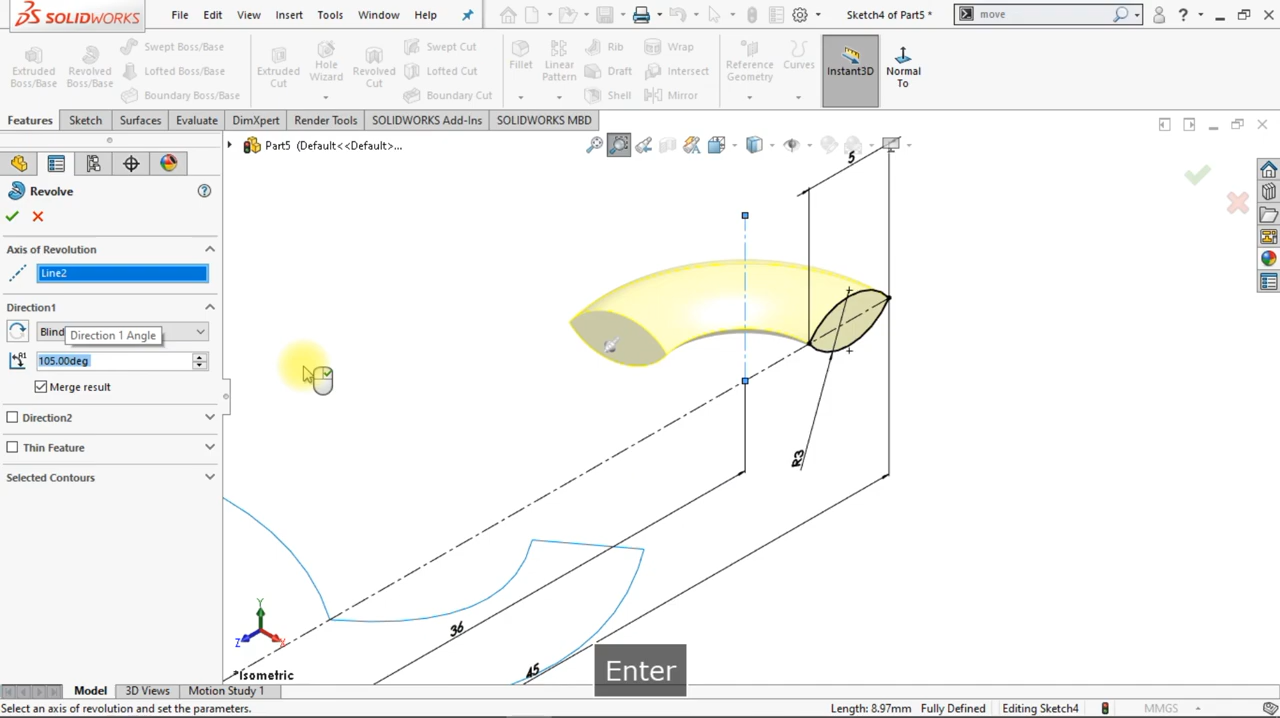 SOLIDWORKS File Edit View Insert Tools Window Help Sketch4 of Part5 * move ?
Extruded Boss/Base
Revolved Boss/Base
Swept Boss/Base
Lofted Boss/Base
Boundary Boss/Base
Extruded Cut
Hole Wizard
Revolved Cut
Swept Cut
Lofted Cut
Boundary Cut
Fillet
Linear Pattern
Rib
Draft
Shell
Wrap
Intersect
Mirror
Reference Geometry
Curves
Instant3D
Normal To
Features Sketch Surfaces Evaluate DimXpert Render Tools SOLIDWORKS Add-Ins SOLIDWORKS MBD
Part5 (Default<<Default>...
Revolve
Axis of Revolution
Line2
Direction1
Blind
Direction 1 Angle
105.00deg
Merge result
Direction2
Thin Feature
Selected Contours
5
R3
36
45
Y
Z
X
*Isometric
Enter
Model 3D Views Motion Study 1
Select an axis of revolution and set the parameters. Length: 8.97mm Fully Defined Editing Sketch4 MMGS